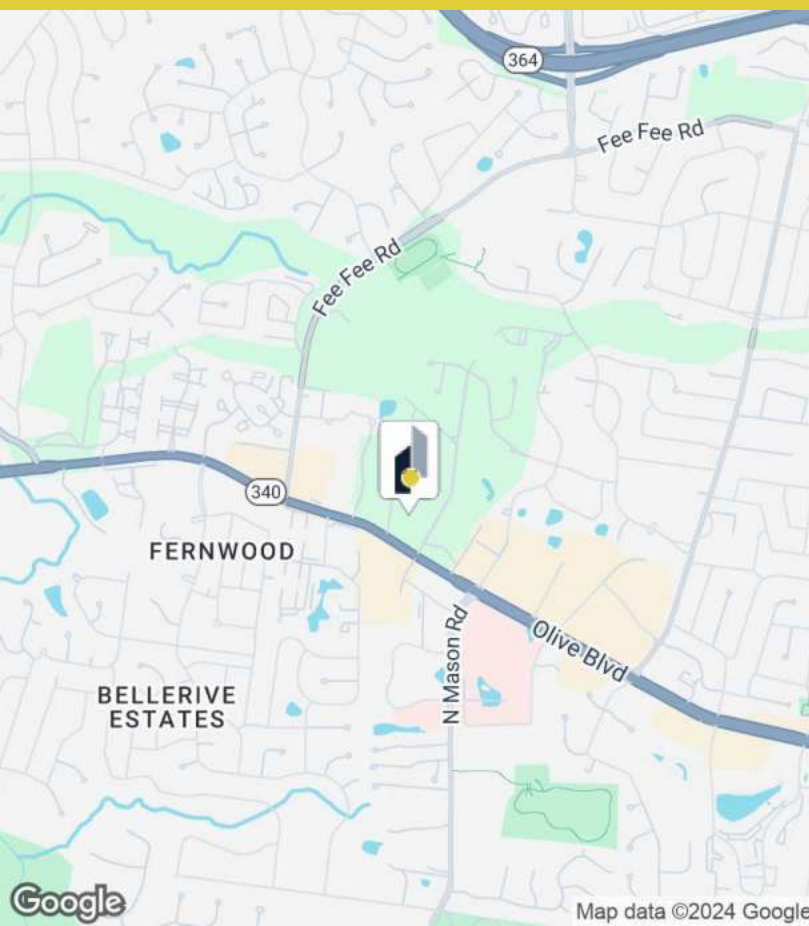 364
Fee Fee Rd
Fee Fee Rd
340
FERNWOOD
Olive Blvd
N Mason Rd
BELLERIVE
ESTATES
Google
Map data ©2024 Google